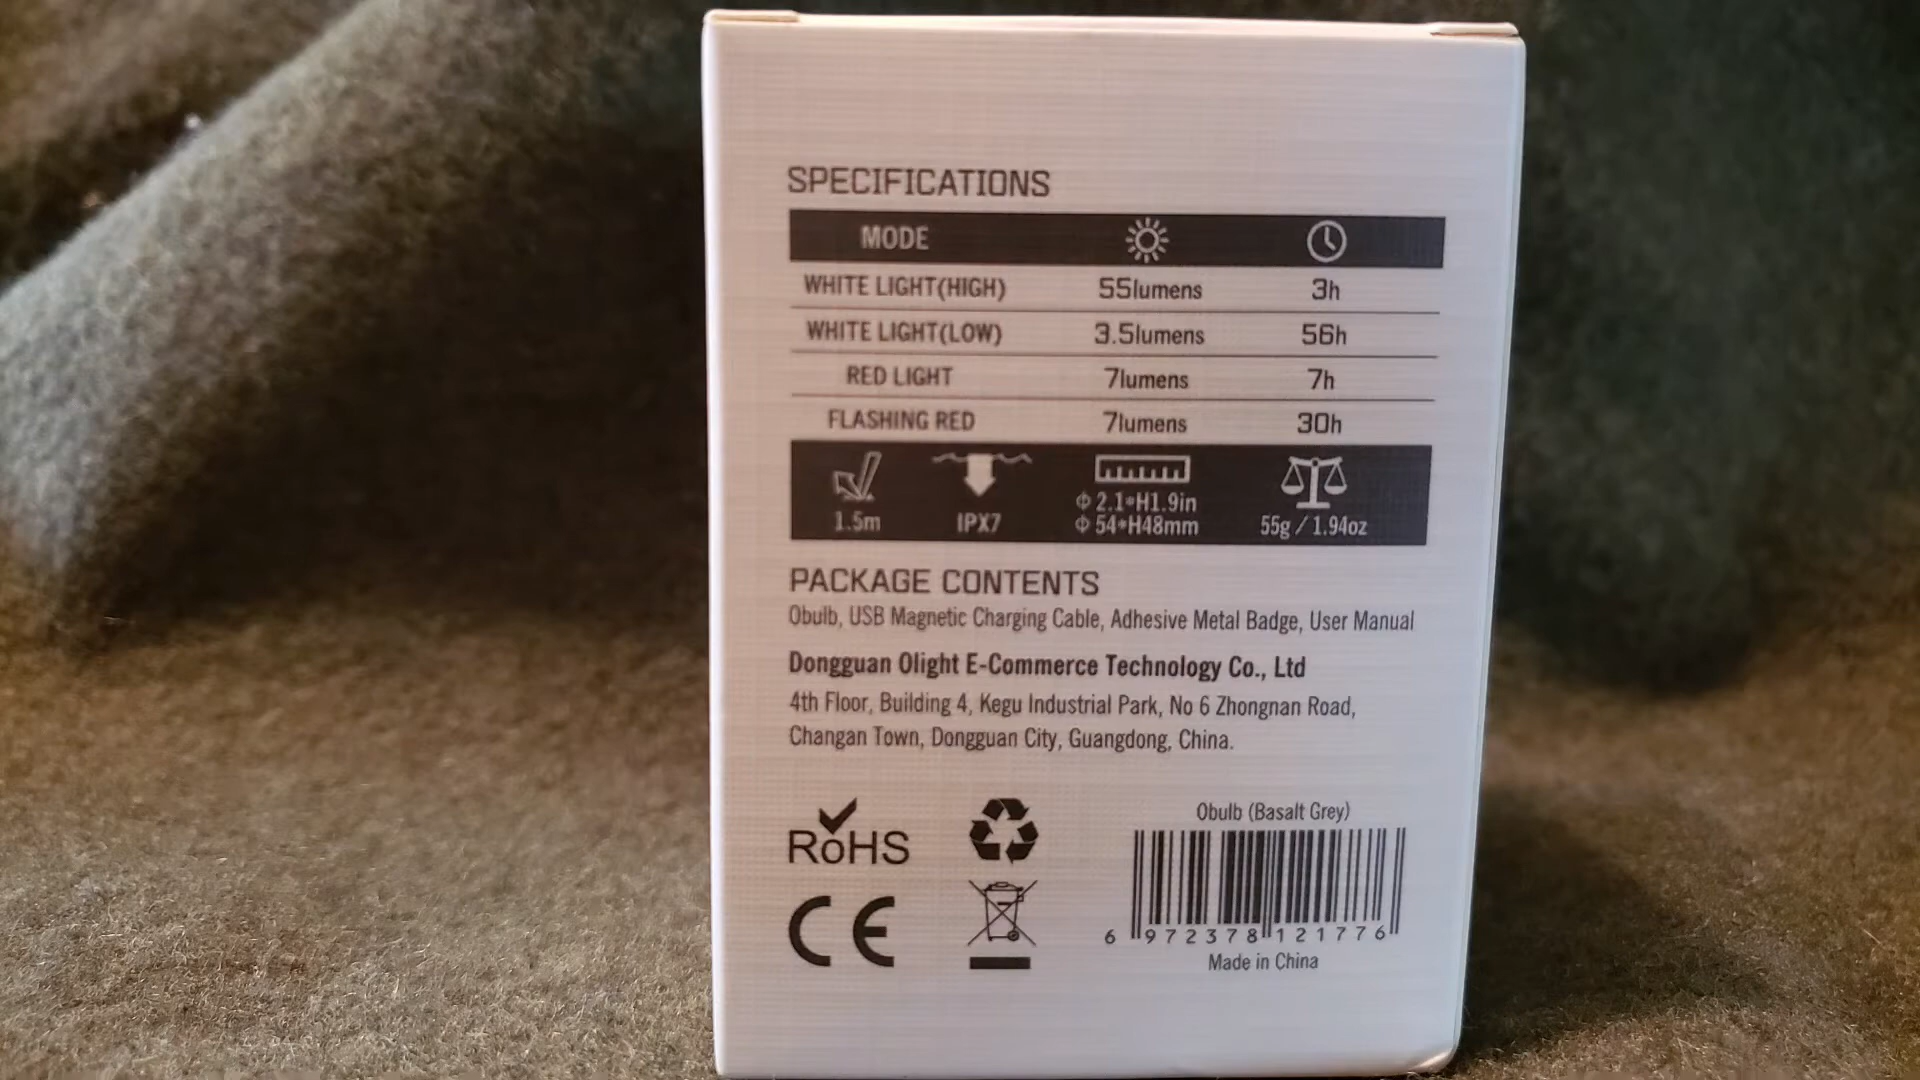 SPECIFICATIONS
MODE
WHITE LIGHT(HIGH) 55lumens 3h
WHITE LIGHT(LOW) 3.5lumens 56h
RED LIGHT 7lumens 7h
FLASHING RED 7lumens 30h
1.5m IPX7 Φ 2.1*H1.9in
Φ 54*H48mm 55g / 1.94oz
PACKAGE CONTENTS
Obulb, USB Magnetic Charging Cable, Adhesive Metal Badge, User Manual
Dongguan Olight E-Commerce Technology Co., Ltd
4th Floor, Building 4, Kegu Industrial Park, No 6 Zhongnan Road,
Changan Town, Dongguan City, Guangdong, China.
RoHS
CE
Obulb (Basalt Grey)
6 972378 121776
Made in China